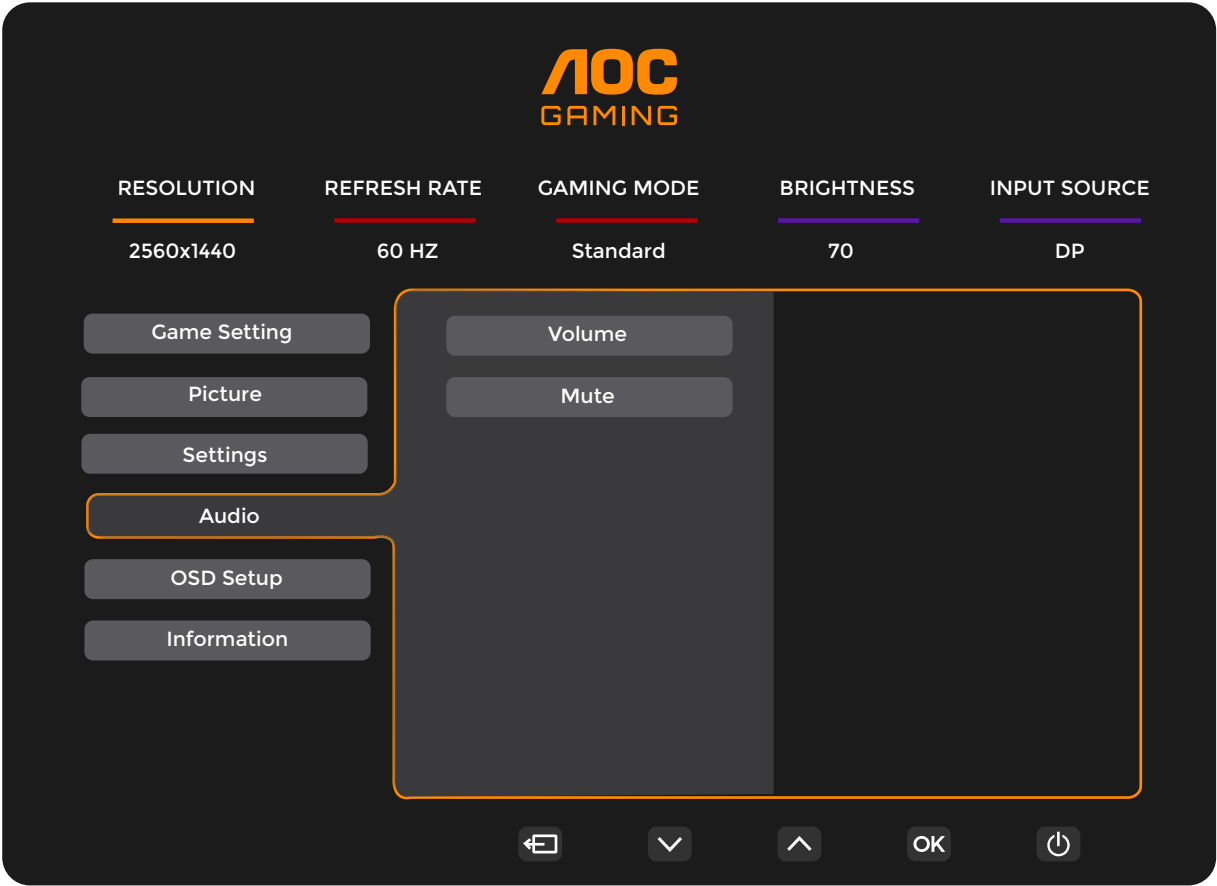 AOC
GAMING
RESOLUTION REFRESH RATE GAMING MODE BRIGHTNESS INPUT SOURCE
2560x1440 60 HZ Standard 70 DP
Game Setting
Picture
Settings
Audio
OSD Setup
Information
Volume
Mute
OK